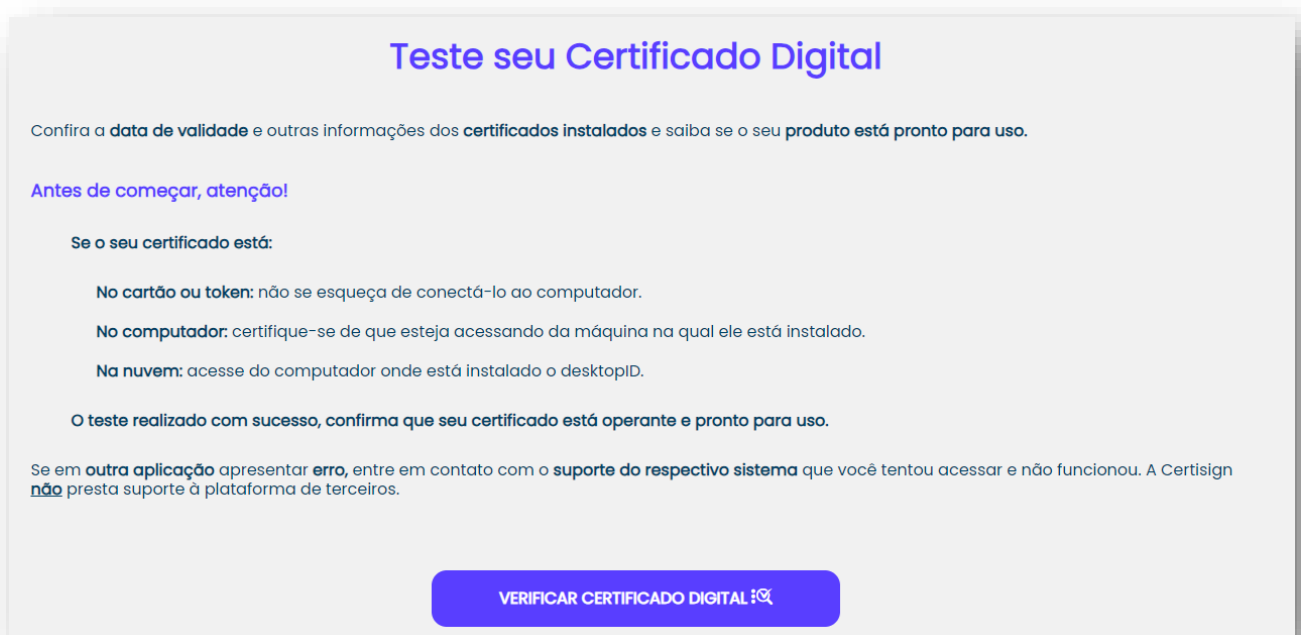 Teste seu Certificado Digital
Confira a data de validade e outras informações dos certificados instalados e saiba se o seu produto está pronto para uso.
Antes de começar, atenção!
Se o seu certificado está:
No cartão ou token: não se esqueça de conectá-lo ao computador.
No computador: certifique-se de que esteja acessando da máquina na qual ele está instalado.
Na nuvem: acesse do computador onde está instalado o desktopID.
O teste realizado com sucesso, confirma que seu certificado está operante e pronto para uso.
Se em outra aplicação apresentar erro, entre em contato com o suporte do respectivo sistema que você tentou acessar e não funcionou. A Certisign
não presta suporte à plataforma de terceiros.
VERIFICAR CERTIFICADO DIGITAL